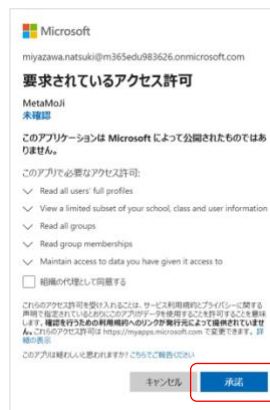 Microsoft
miyazawa.natsuki@m365edu983626.onmicrosoft.com
要求されているアクセス許可
MetaMoJi
未確認
このアプリケーションは Microsoft によって公開されたものではあ
りません。
このアプリで必要なアクセス許可:
Read all users' full profiles
View a limited subset of your school, class and user information
Read all groups
Read group memberships
Maintain access to data you have given it access to
組織の代理として同意する
これらのアクセス許可を受け入れることは、サービス利用規約とプライバシーに関する
声明で指定されているとおりにこのアプリがデータを使用することを許可することを意味
します。確認を行うための利用規約へのリンクが発行元によって提供されていませ
ん。これらのアクセス許可は https://myapps.microsoft.com で変更できます。詳
細の表示
このアプリは疑わしいと思われますか? こちらでご報告ください
キャンセル
承諾